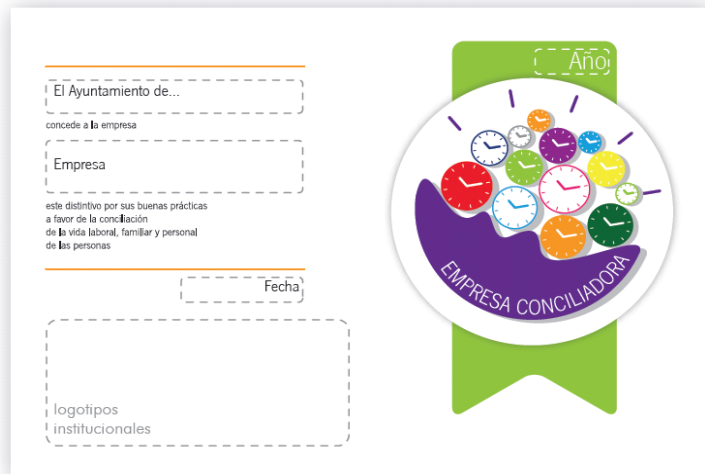 El Ayuntamiento de...
concede a la empresa
Empresa
este distintivo por sus buenas prácticas
a favor de la conciliación
de la vida laboral, familiar y personal
de las personas
Fecha
logotipos
institucionales
Año
EMPRESA CONCILIADORA